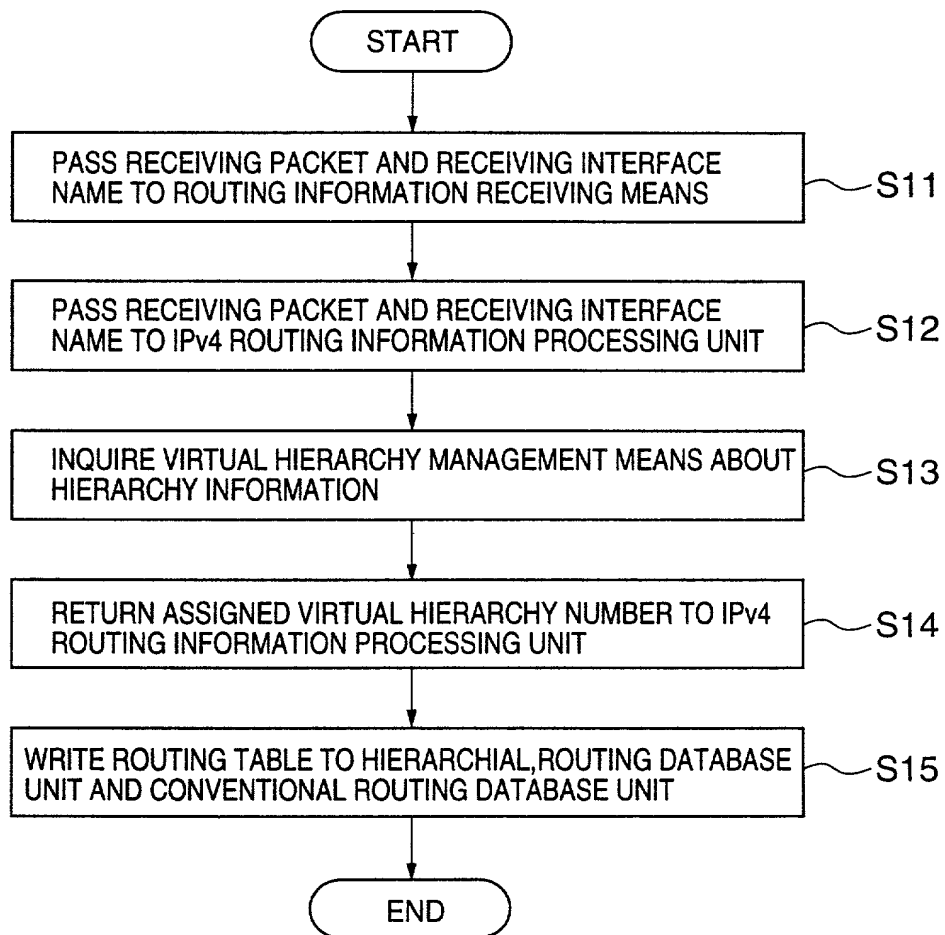 START
PASS RECEIVING PACKET AND RECEIVING INTERFACE
NAME TO ROUTING INFORMATION RECEIVING MEANS
S11
PASS RECEIVING PACKET AND RECEIVING INTERFACE
NAME TO IPv4 ROUTING INFORMATION PROCESSING UNIT
S12
INQUIRE VIRTUAL HIERARCHY MANAGEMENT MEANS ABOUT
HIERARCHY INFORMATION
S13
RETURN ASSIGNED VIRTUAL HIERARCHY NUMBER TO IPv4
ROUTING INFORMATION PROCESSING UNIT
S14
WRITE ROUTING TABLE TO HIERARCHIAL,ROUTING DATABASE
UNIT AND CONVENTIONAL ROUTING DATABASE UNIT
S15
END